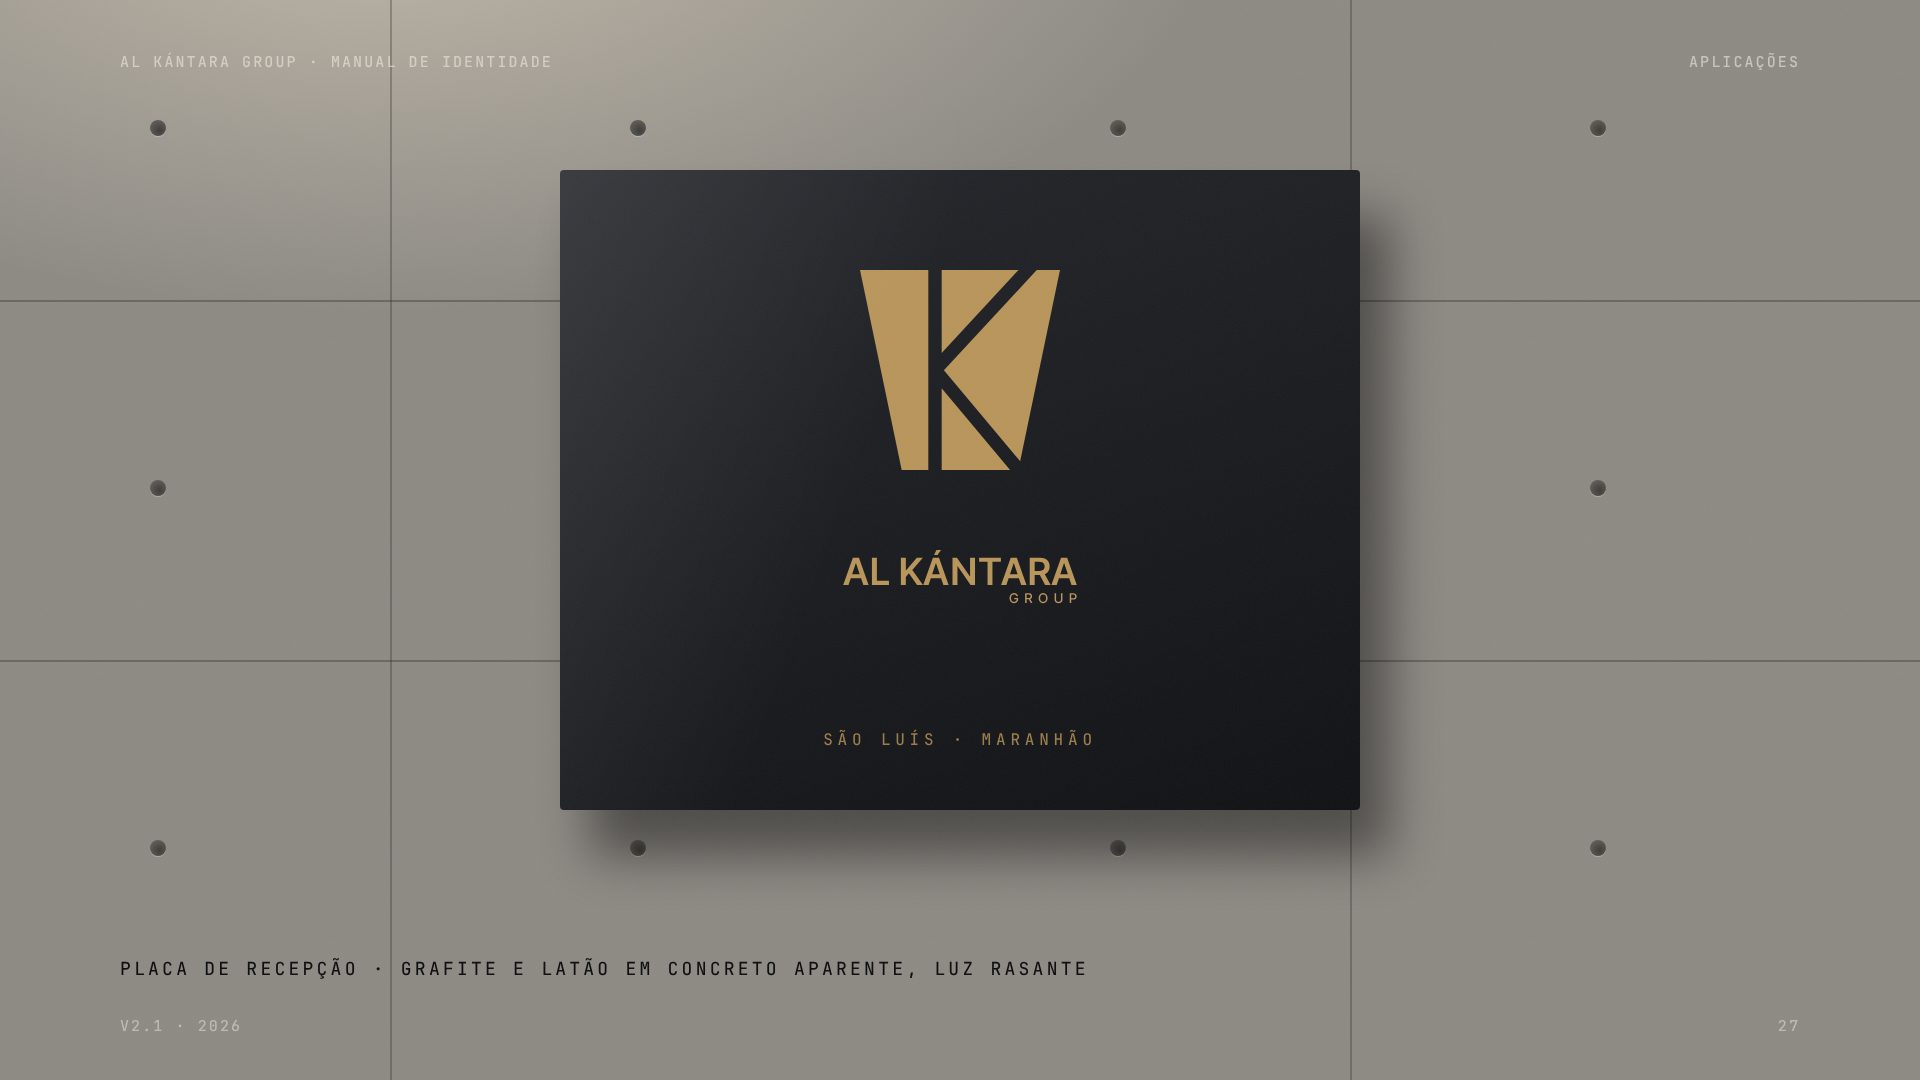 AL KÁNTARA GROUP · MANUAL DE IDENTIDADE
APLICAÇÕES
K
AL KÁNTARA
GROUP
SÃO LUÍS · MARANHÃO
PLACA DE RECEPÇÃO · GRAFITE E LATÃO EM CONCRETO APARENTE, LUZ RASANTE
V2.1 · 2026
27